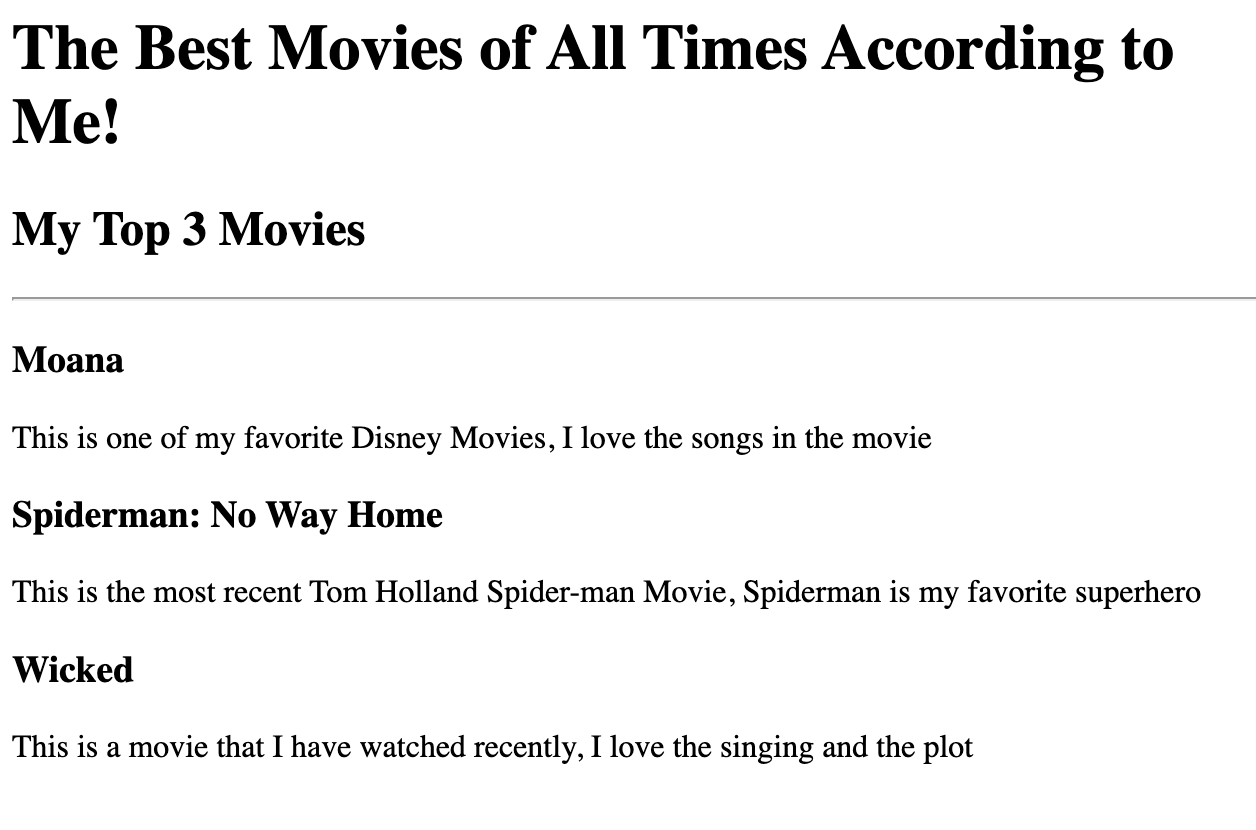 The Best Movies of All Times According to
Me!
My Top 3 Movies
Moana
This is one of my favorite Disney Movies, I love the songs in the movie
Spiderman: No Way Home
This is the most recent Tom Holland Spider-man Movie, Spiderman is my favorite superhero
Wicked
This is a movie that I have watched recently, I love the singing and the plot